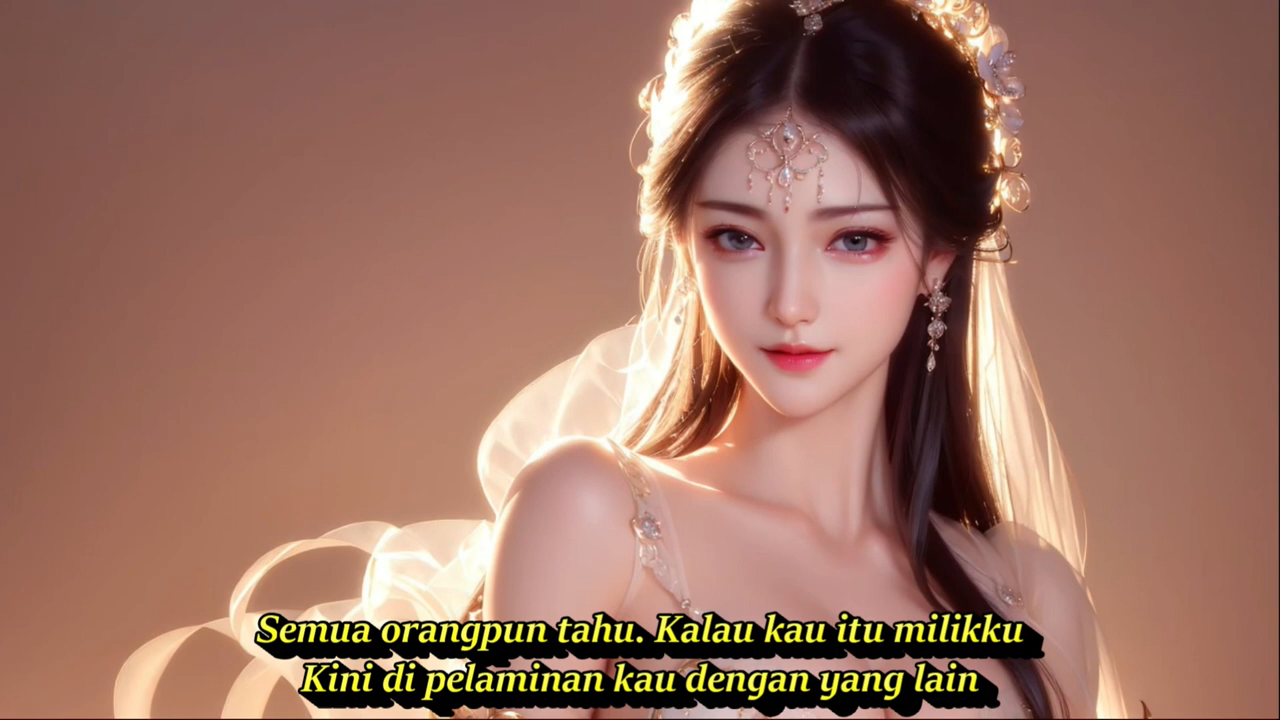 Semua orangpun tahu. Kalau kau itu milikku
Kini di pelaminan kau dengan yang lain